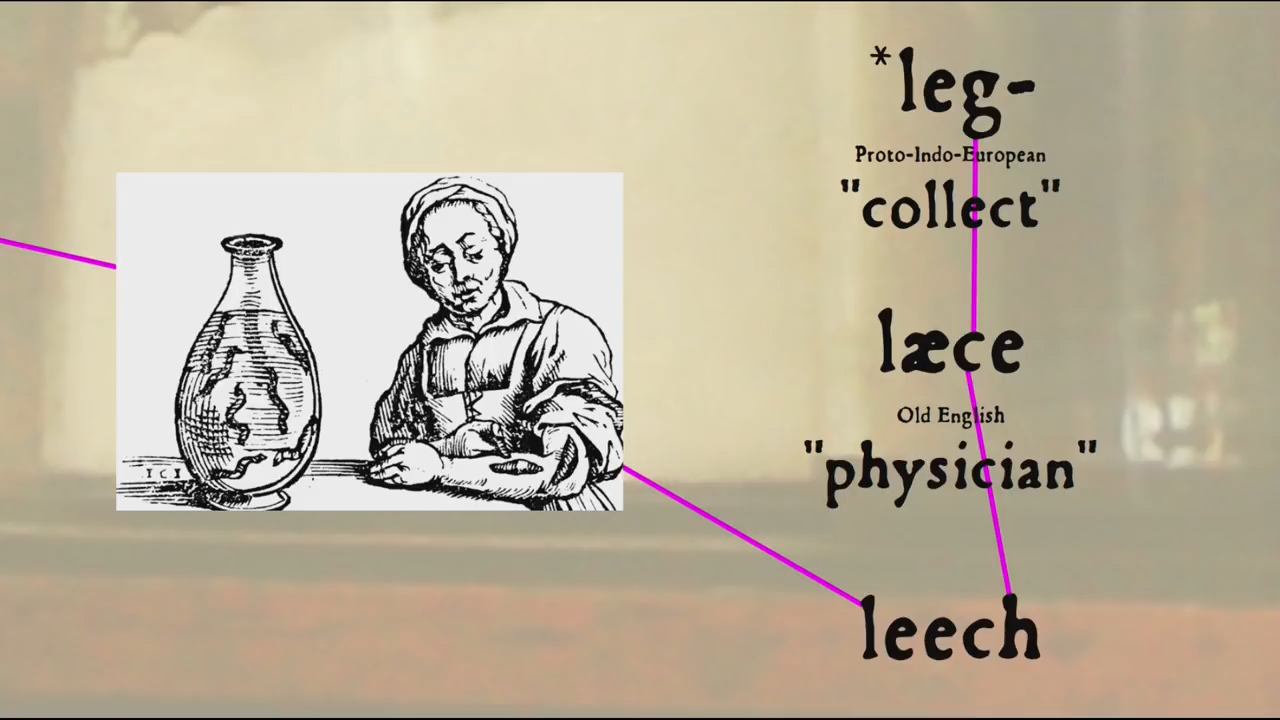 *leg-
Proto-Indo-European
"collect"
læce
Old English
"physician"
leech